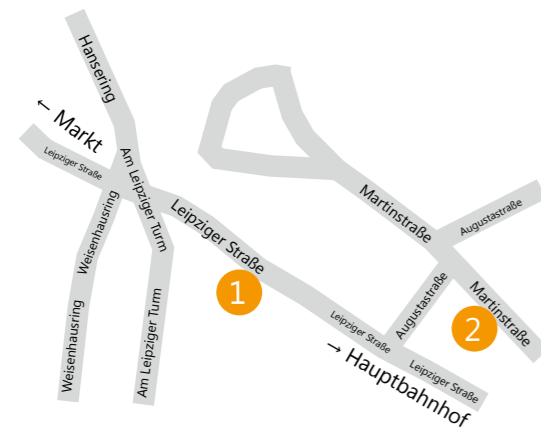 Hansering
← Markt
Leipziger Straße
Am Leipziger Turm
Weisenhausring
Leipziger Straße
Martinstraße
Augustastraße
Weisenhausring
Am Leipziger Turm
1
Leipziger Straße
Augustastraße
Martinstraße
2
→ Hauptbahnhof
Leipziger Straße